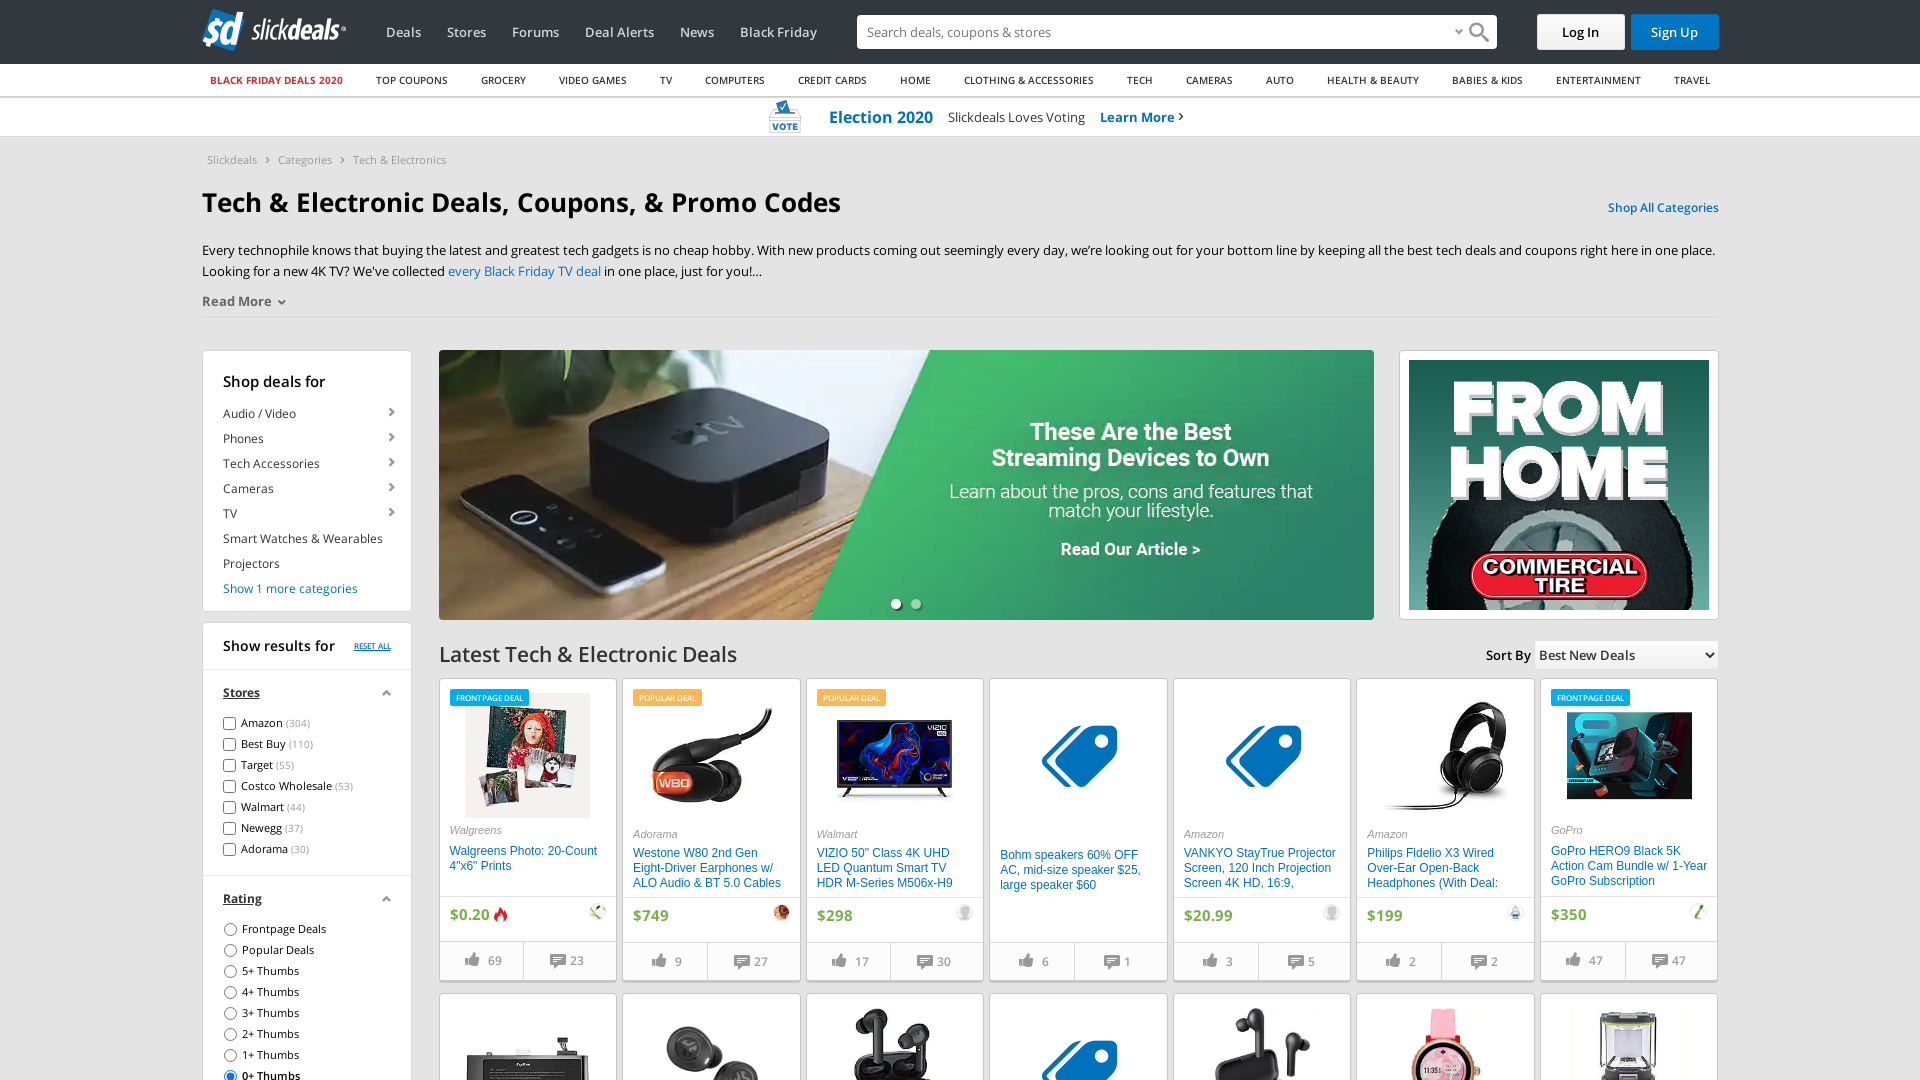 slickdeals
Deals
Stores
Forums
Deal Alerts
News
Black Friday
Search deals, coupons & stores
Log In
Sign Up
BLACK FRIDAY DEALS 2020
TOP COUPONS
GROCERY
VIDEO GAMES
TV
COMPUTERS
CREDIT CARDS
HOME
CLOTHING & ACCESSORIES
TECH
CAMERAS
AUTO
HEALTH & BEAUTY
BABIES & KIDS
ENTERTAINMENT
TRAVEL
VOTE
Election 2020
Slickdeals Loves Voting
Learn More
Slickdeals
Categories
Tech & Electronics
Tech & Electronic Deals, Coupons, & Promo Codes
Shop All Categories
Every technophile knows that buying the latest and greatest tech gadgets is no cheap hobby. With new products coming out seemingly every day, we’re looking out for your bottom line by keeping all the best tech deals and coupons right here in one place.
Looking for a new 4K TV? We've collected every Black Friday TV deal in one place, just for you!...
Read More
Shop deals for
Audio / Video
Phones
Tech Accessories
Cameras
TV
Smart Watches & Wearables
Projectors
Show 1 more categories
Show results for
RESET ALL
Stores
Amazon (304)
Best Buy (110)
Target (55)
Costco Wholesale (53)
Walmart (44)
Newegg (37)
Adorama (30)
Rating
Frontpage Deals
Popular Deals
5+ Thumbs
4+ Thumbs
3+ Thumbs
2+ Thumbs
1+ Thumbs
0+ Thumbs
tv
These Are the Best
Streaming Devices to Own
Learn about the pros, cons and features that
match your lifestyle.
Read Our Article >
FROM
HOME
COMMERCIAL
TIRE
Latest Tech & Electronic Deals
Sort By
Best New Deals
FRONTPAGE DEAL
Walgreens
Walgreens Photo: 20-Count
4"x6" Prints
$0.20
69
23
POPULAR DEAL
W80
Adorama
Westone W80 2nd Gen
Eight-Driver Earphones w/
ALO Audio & BT 5.0 Cables
$749
9
27
POPULAR DEAL
VIZIO
Walmart
VIZIO 50" Class 4K UHD
LED Quantum Smart TV
HDR M-Series M506x-H9
$298
17
30
Bohm speakers 60% OFF
AC, mid-size speaker $25,
large speaker $60
6
1
Amazon
VANKYO StayTrue Projector
Screen, 120 Inch Projection
Screen 4K HD, 16:9,
$20.99
3
5
Amazon
Philips Fidelio X3 Wired
Over-Ear Open-Back
Headphones (With Deal:
$199
2
2
FRONTPAGE DEAL
GoPro
GoPro HERO9 Black 5K
Action Cam Bundle w/ 1-Year
GoPro Subscription
$350
47
47
11:35